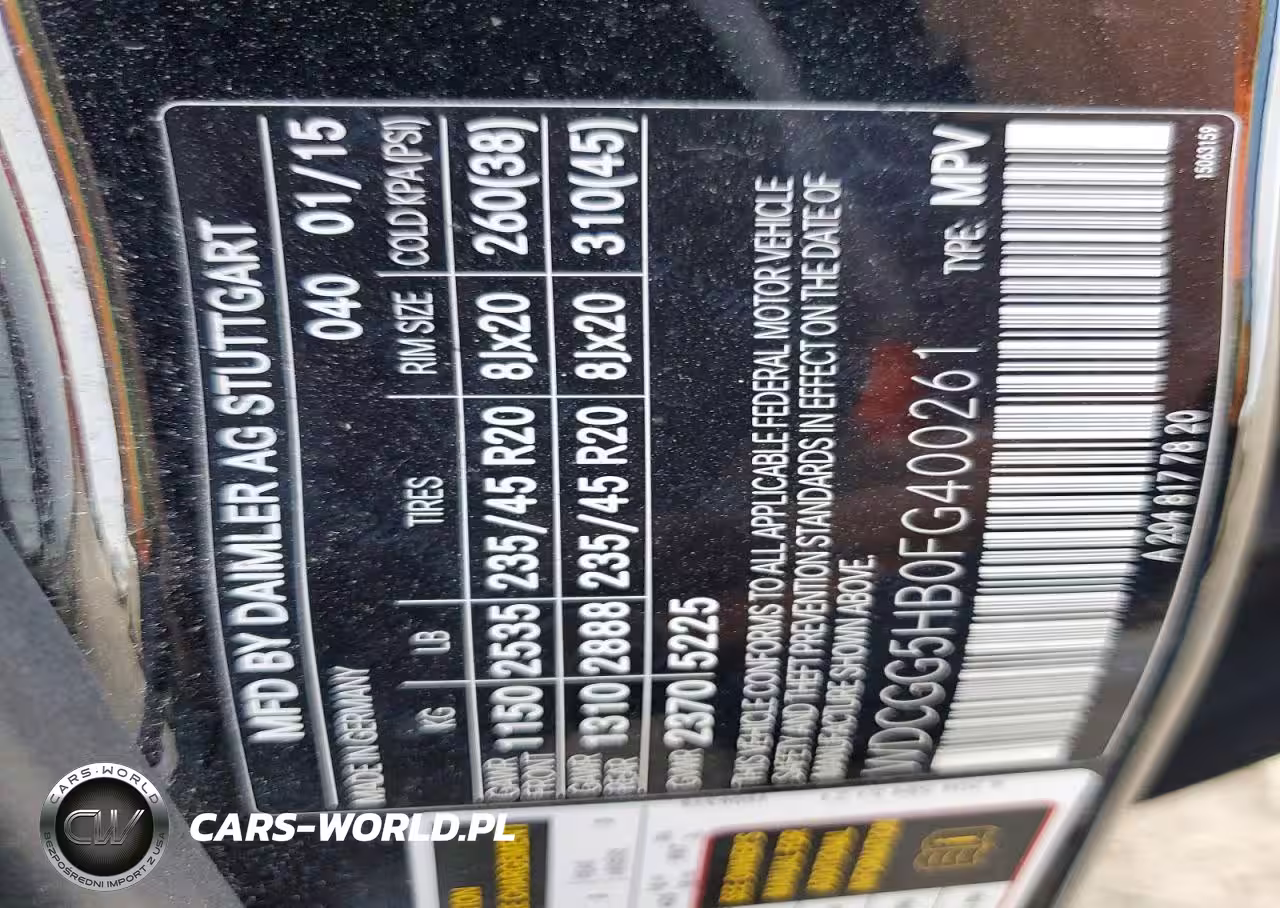 MFD BY DAIMLER AG STUTTGART
MADE IN GERMANY 040 01/15
KG LB TIRES RIM SIZE COLD KPA(PSI)
GAWR FRONT 1150 2535 235/45 R20 8Jx20 260(38)
GAWR REAR 1310 2888 235/45 R20 8Jx20 310(45)
GVWR 2370 5225
THIS VEHICLE CONFORMS TO ALL APPLICABLE FEDERAL MOTOR VEHICLE
SAFETY AND THEFT PREVENTION STANDARDS IN EFFECT ON THE DATE OF
MANUFACTURE SHOWN ABOVE.
WDCGG5HB0FG400261 TYPE: MPV
A 204 817 78 20
15063159
CARS-WORLD
CW
BEZPOŚREDNI IMPORT Z USA
CARS-WORLD.PL